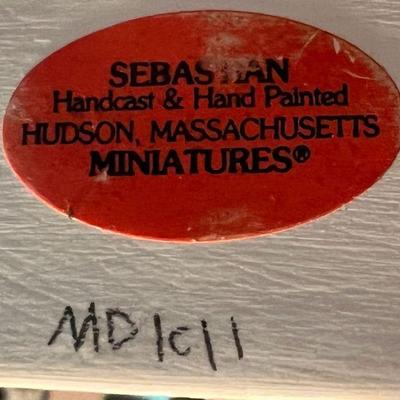 SEBASTIAN
Handcast & Hand Painted
HUDSON, MASSACHUSETTS
MINIATURES®
MD1C11